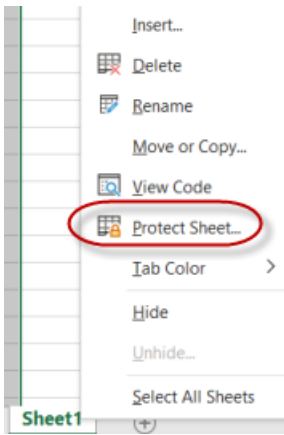 Insert...
Delete
Rename
Move or Copy...
View Code
Protect Sheet...
Tab Color
Hide
Unhide...
Select All Sheets
Sheet1